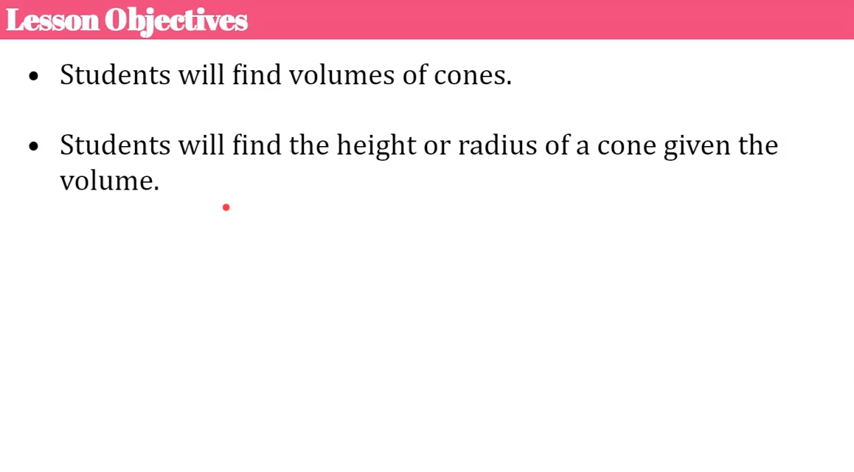 Lesson Objectives
• Students will find volumes of cones.
• Students will find the height or radius of a cone given the
volume.